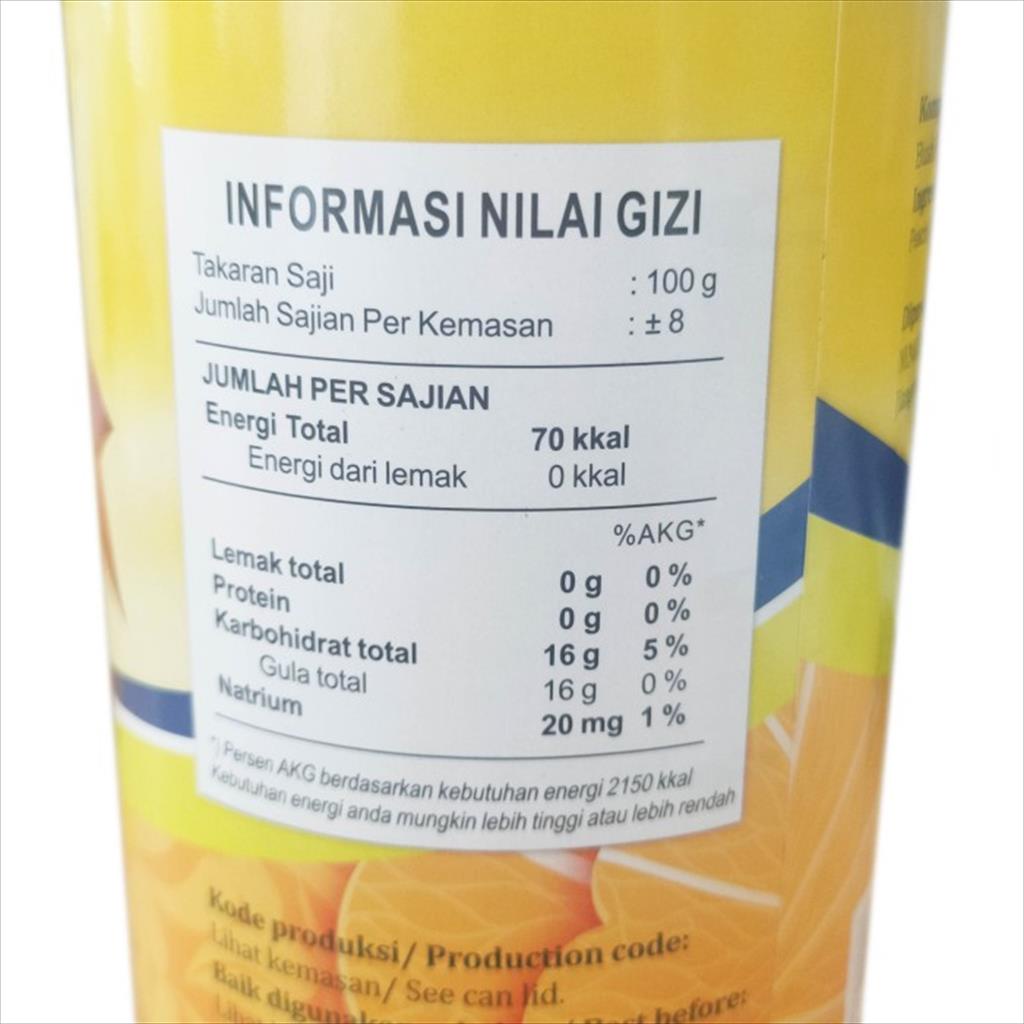 INFORMASI NILAI GIZI
Takaran Saji : 100 g
Jumlah Sajian Per Kemasan : ± 8
JUMLAH PER SAJIAN
Energi Total 70 kkal
Energi dari lemak 0 kkal
%AKG*
Lemak total 0 g 0 %
Protein 0 g 0 %
Karbohidrat total 16 g 5 %
Gula total 16 g 0 %
Natrium 20 mg 1 %
*) Persen AKG berdasarkan kebutuhan energi 2150 kkal
Kebutuhan energi anda mungkin lebih tinggi atau lebih rendah
Kode produksi/ Production code:
Lihat kemasan/ See can lid.
Baik before: